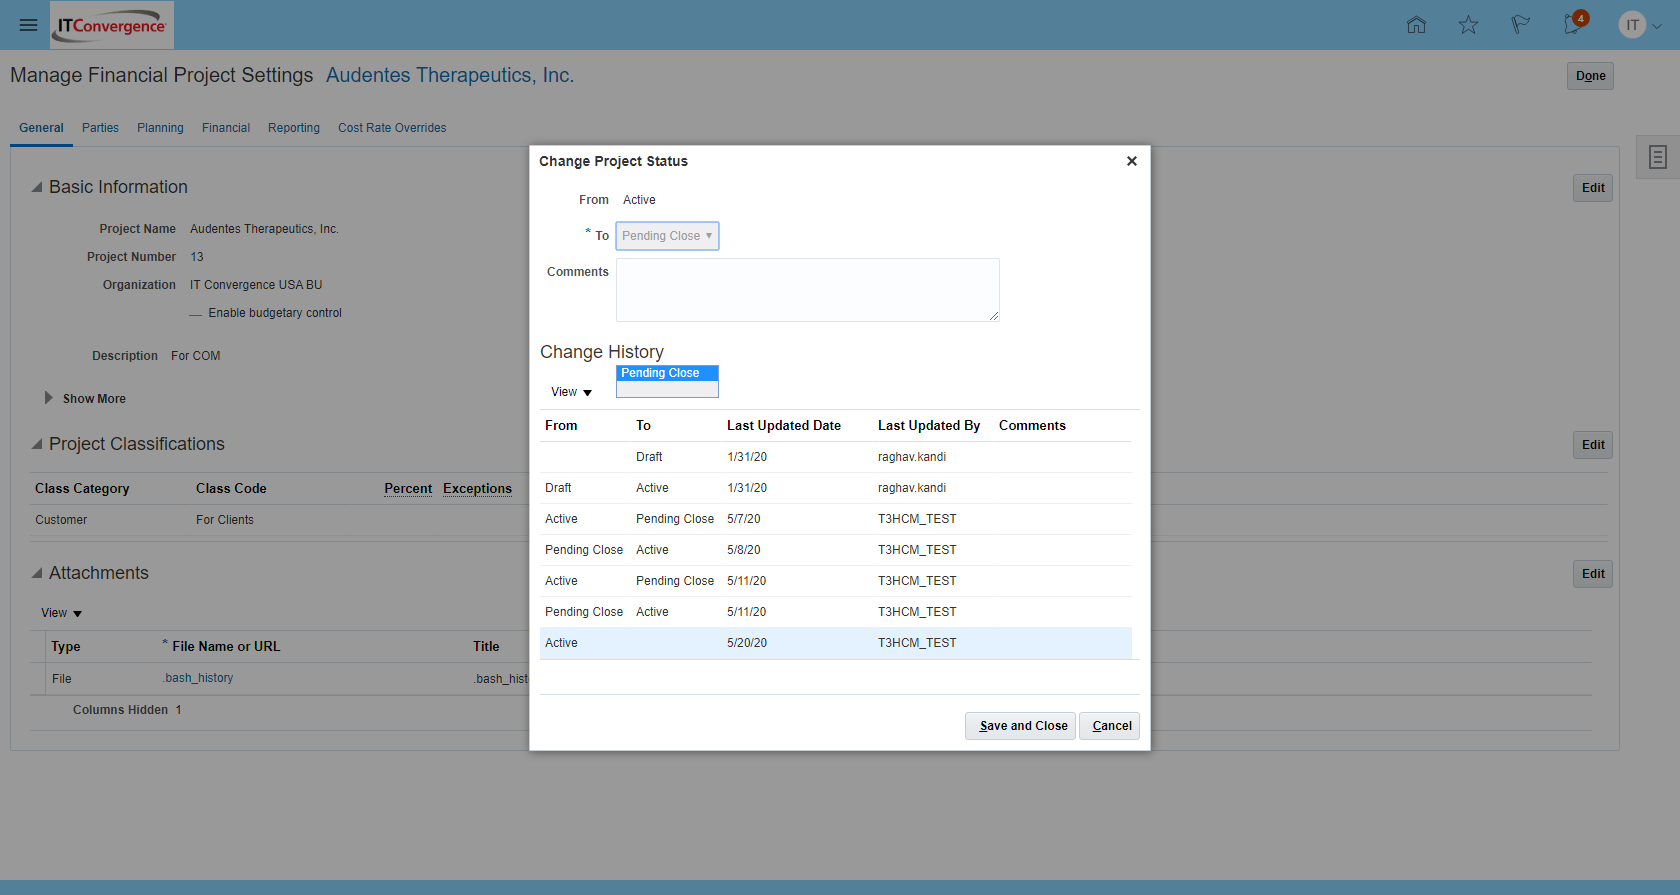 ITConvergence
4
IT
Manage Financial Project Settings Audentes Therapeutics, Inc.
Done
General Parties Planning Financial Reporting Cost Rate Overrides
Basic Information
Edit
Project Name Audentes Therapeutics, Inc.
Project Number 13
Organization IT Convergence USA BU
Enable budgetary control
Description For COM
Show More
Project Classifications
Edit
Class Category Class Code Percent Exceptions
Customer For Clients
Attachments
Edit
View
Type * File Name or URL Title
File .bash_history .bash_hist
Columns Hidden 1
Change Project Status
From Active
* To Pending Close
Comments
Change History
Pending Close
View
From To Last Updated Date Last Updated By Comments
Draft 1/31/20 raghav.kandi
Draft Active 1/31/20 raghav.kandi
Active Pending Close 5/7/20 T3HCM_TEST
Pending Close Active 5/8/20 T3HCM_TEST
Active Pending Close 5/11/20 T3HCM_TEST
Pending Close Active 5/11/20 T3HCM_TEST
Active 5/20/20 T3HCM_TEST
Save and Close Cancel